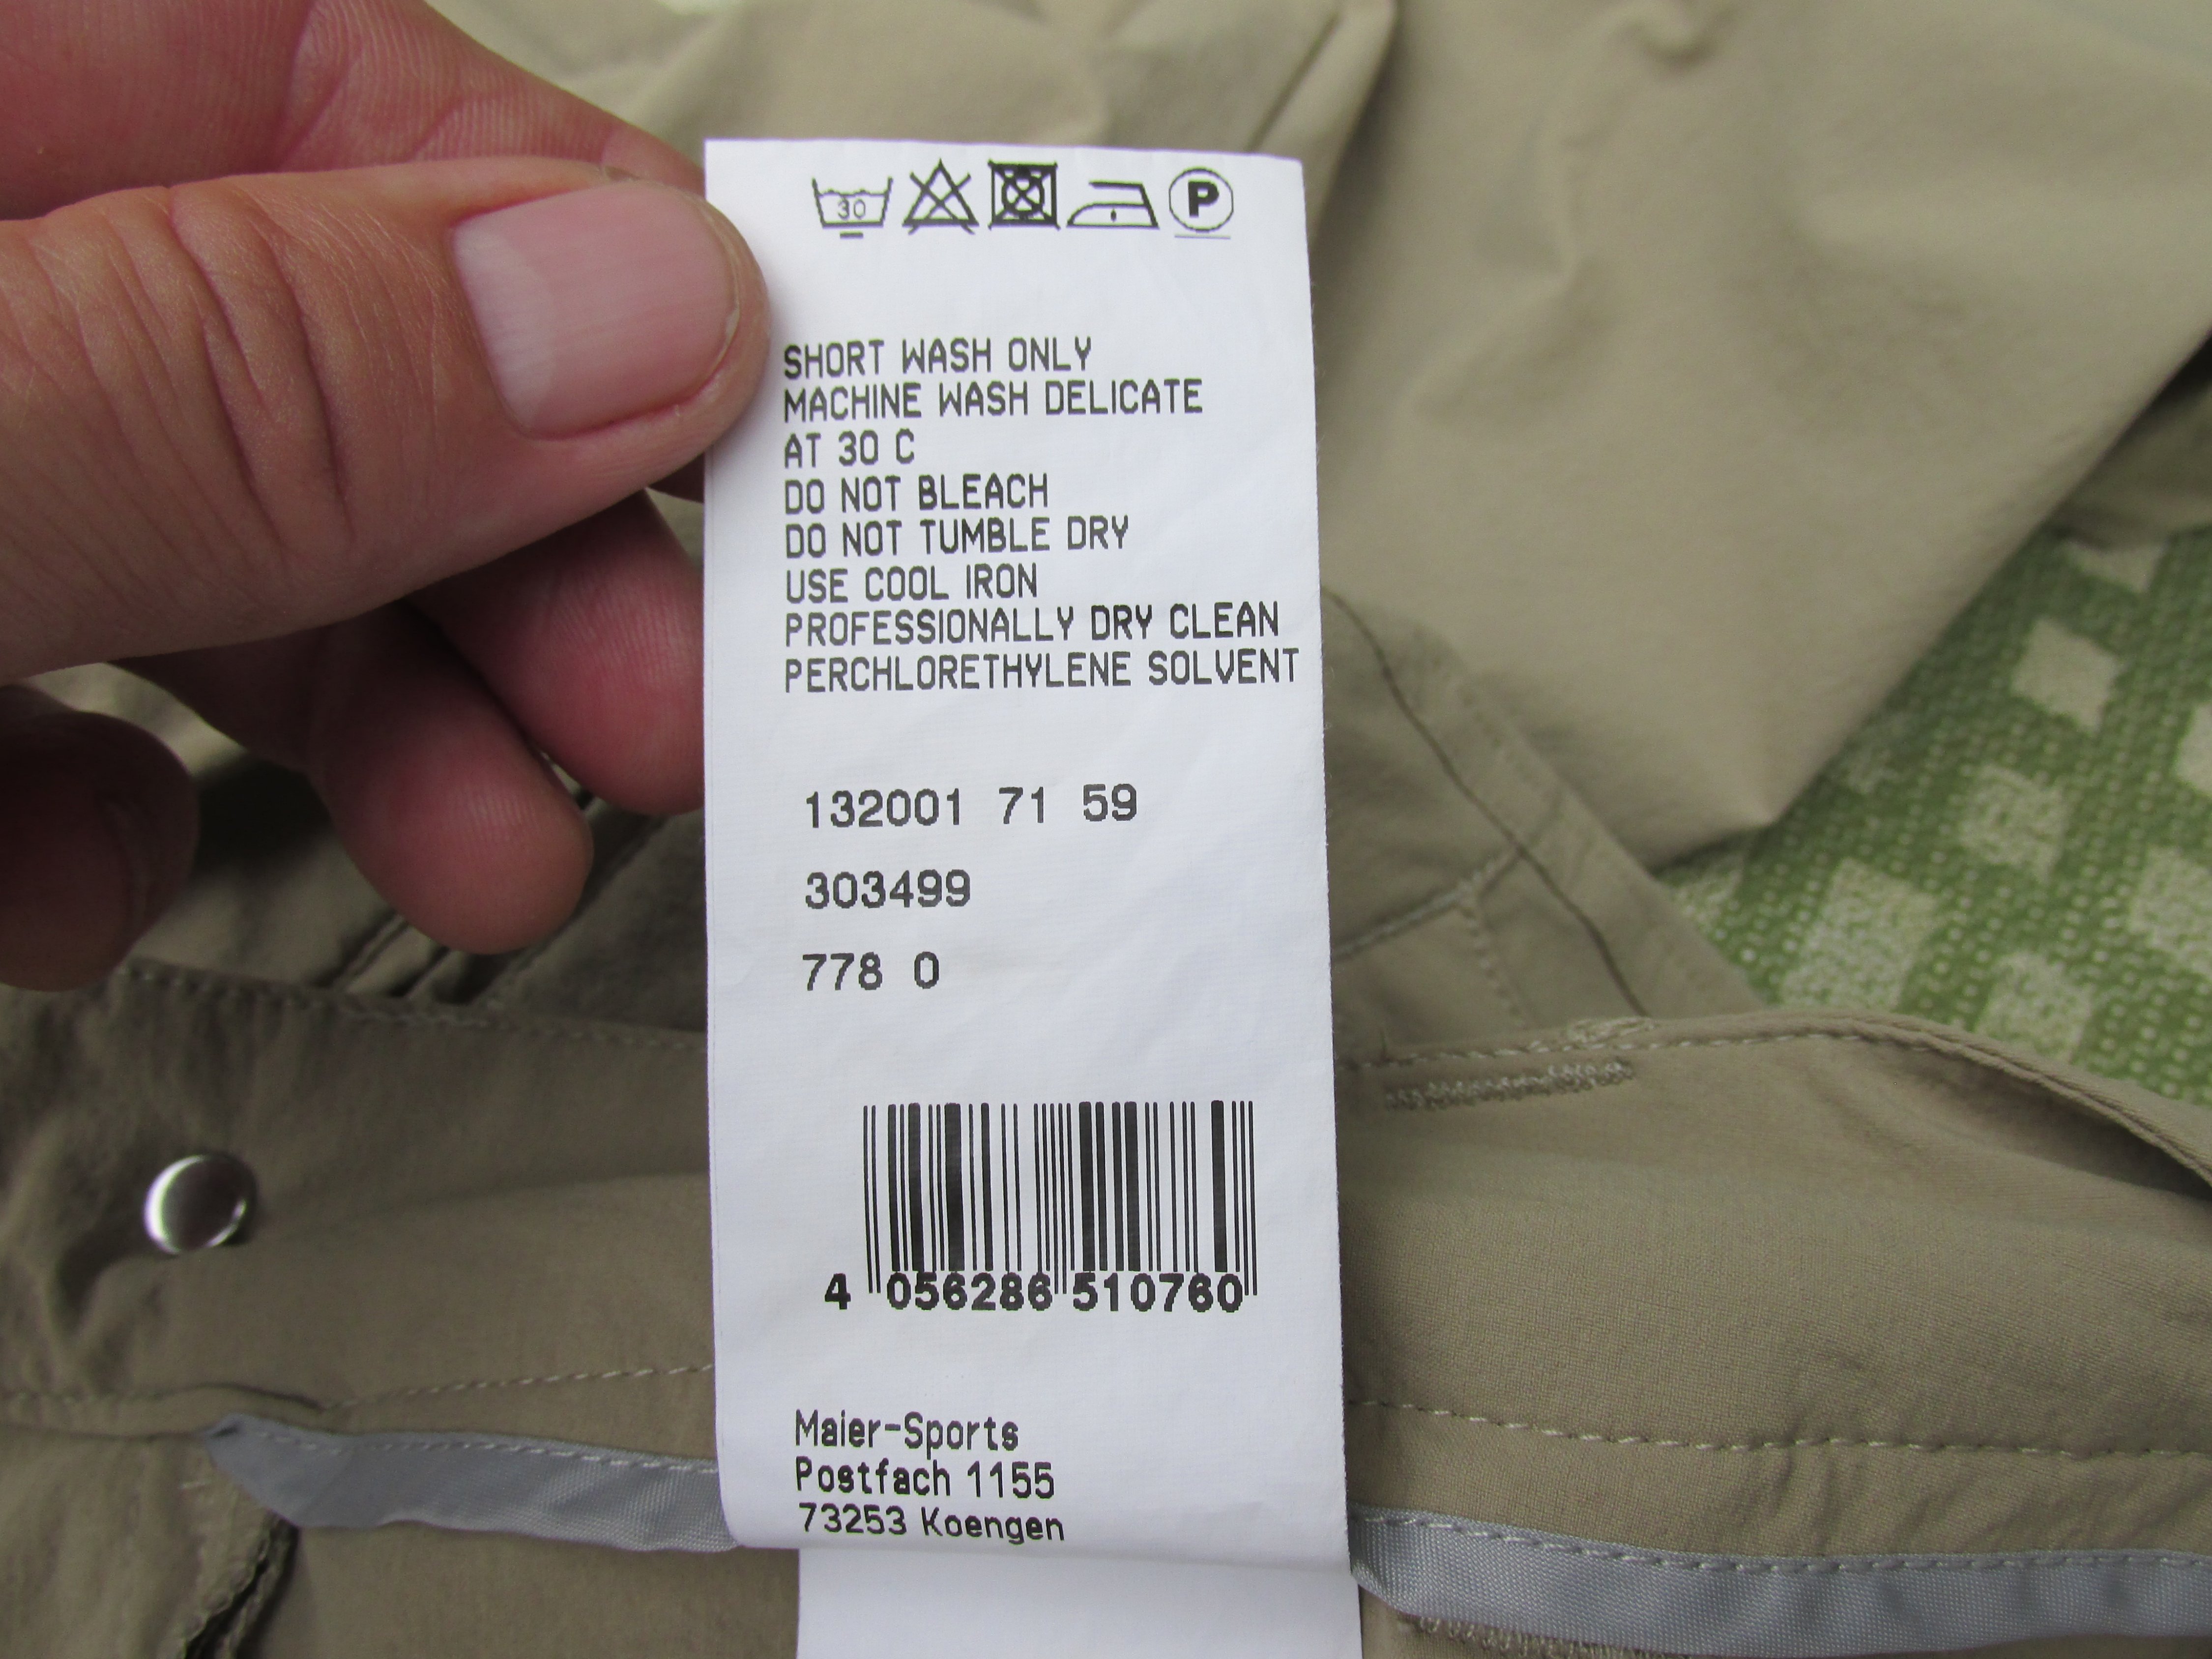 30 P
SHORT WASH ONLY
MACHINE WASH DELICATE
AT 30 C
DO NOT BLEACH
DO NOT TUMBLE DRY
USE COOL IRON
PROFESSIONALLY DRY CLEAN
PERCHLORETHYLENE SOLVENT
132001 71 59
303499
778 0
4 056286 510760
Maier-Sports
Postfach 1155
73253 Koengen